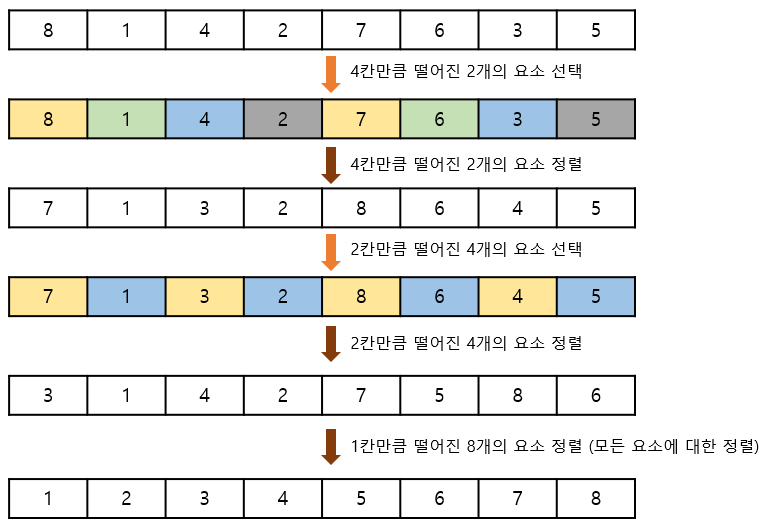 8 1 4 2 7 6 3 5
4칸만큼 떨어진 2개의 요소 선택
8 1 4 2 7 6 3 5
4칸만큼 떨어진 2개의 요소 정렬
7 1 3 2 8 6 4 5
2칸만큼 떨어진 4개의 요소 선택
7 1 3 2 8 6 4 5
2칸만큼 떨어진 4개의 요소 정렬
3 1 4 2 7 5 8 6
1칸만큼 떨어진 8개의 요소 정렬 (모든 요소에 대한 정렬)
1 2 3 4 5 6 7 8